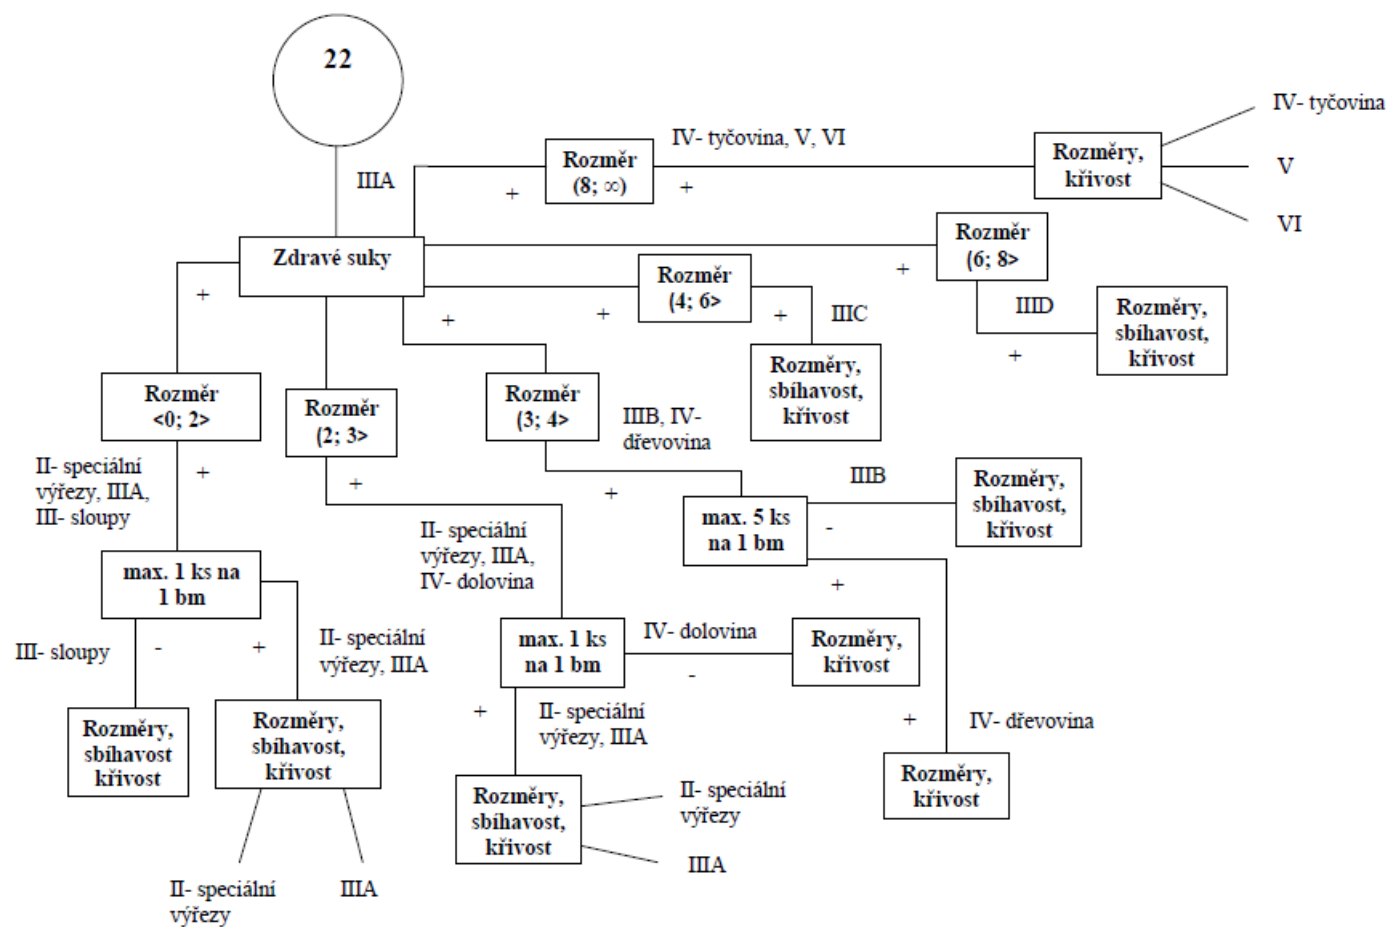 22
IV- tyčovina
IV- tyčovina, V, VI
Rozměr
(8; ∞)
Rozměry,
křivost
IIIA
+
+
V
VI
Zdravé suky
Rozměr
(6; 8>
+
Rozměr
(4; 6>
+
+
+
+
IIIC
IIID
+
Rozměry,
sbíhavost,
křivost
Rozměry,
sbíhavost,
křivost
Rozměr
<0; 2>
Rozměr
(2; 3>
Rozměr
(3; 4>
IIIB, IV-
dřevovina
II- speciální
výřezy, IIIA,
III- sloupy
+
+
+
IIIB
Rozměry,
sbíhavost,
křivost
max. 5 ks
na 1 bm
-
+
II- speciální
výřezy, IIIA,
IV- dolovina
max. 1 ks na
1 bm
III- sloupy
-
+
II- speciální
výřezy, IIIA
max. 1 ks
na 1 bm
IV- dolovina
-
Rozměry,
křivost
+
II- speciální
výřezy, IIIA
+
IV- dřevovina
Rozměry,
sbíhavost
křivost
Rozměry,
sbíhavost,
křivost
Rozměry,
křivost
Rozměry,
sbíhavost,
křivost
II- speciální
výřezy
IIIA
II- speciální
výřezy
IIIA